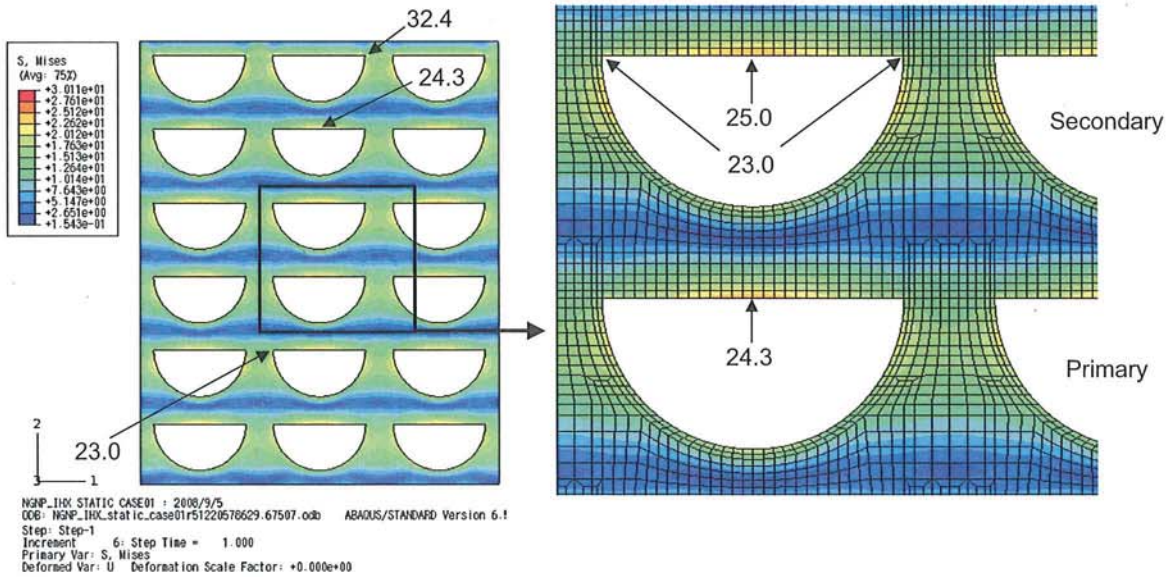 S, Mises
(Avg: 75%)
+3.011e+01
+2.761e+01
+2.512e+01
+2.262e+01
+2.012e+01
+1.763e+01
+1.513e+01
+1.264e+01
+1.014e+01
+7.643e+00
+5.147e+00
+2.651e+00
+1.543e-01
32.4
24.3
23.0
2
3
1
25.0
23.0
Secondary
24.3
Primary
NGNP_IHX STATIC CASE01 : 2008/9/5
ODB: NGNP_IHX_static_case01r51220578629.67507.odb ABAQUS/STANDARD Version 6.
Step: Step-1
Increment 6: Step Time = 1.000
Primary Var: S, Mises
Deformed Var: U Deformation Scale Factor: +0.000e+00